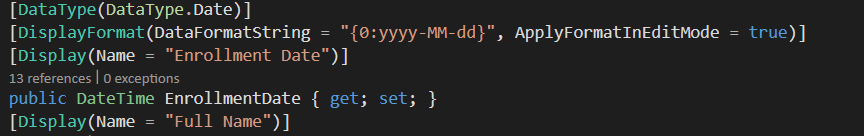 [DataType(DataType.Date)]
[DisplayFormat(DataFormatString = "{0:yyyy-MM-dd}", ApplyFormatInEditMode = true)]
[Display(Name = "Enrollment Date")]
13 references | 0 exceptions
public DateTime EnrollmentDate { get; set; }
[Display(Name = "Full Name")]